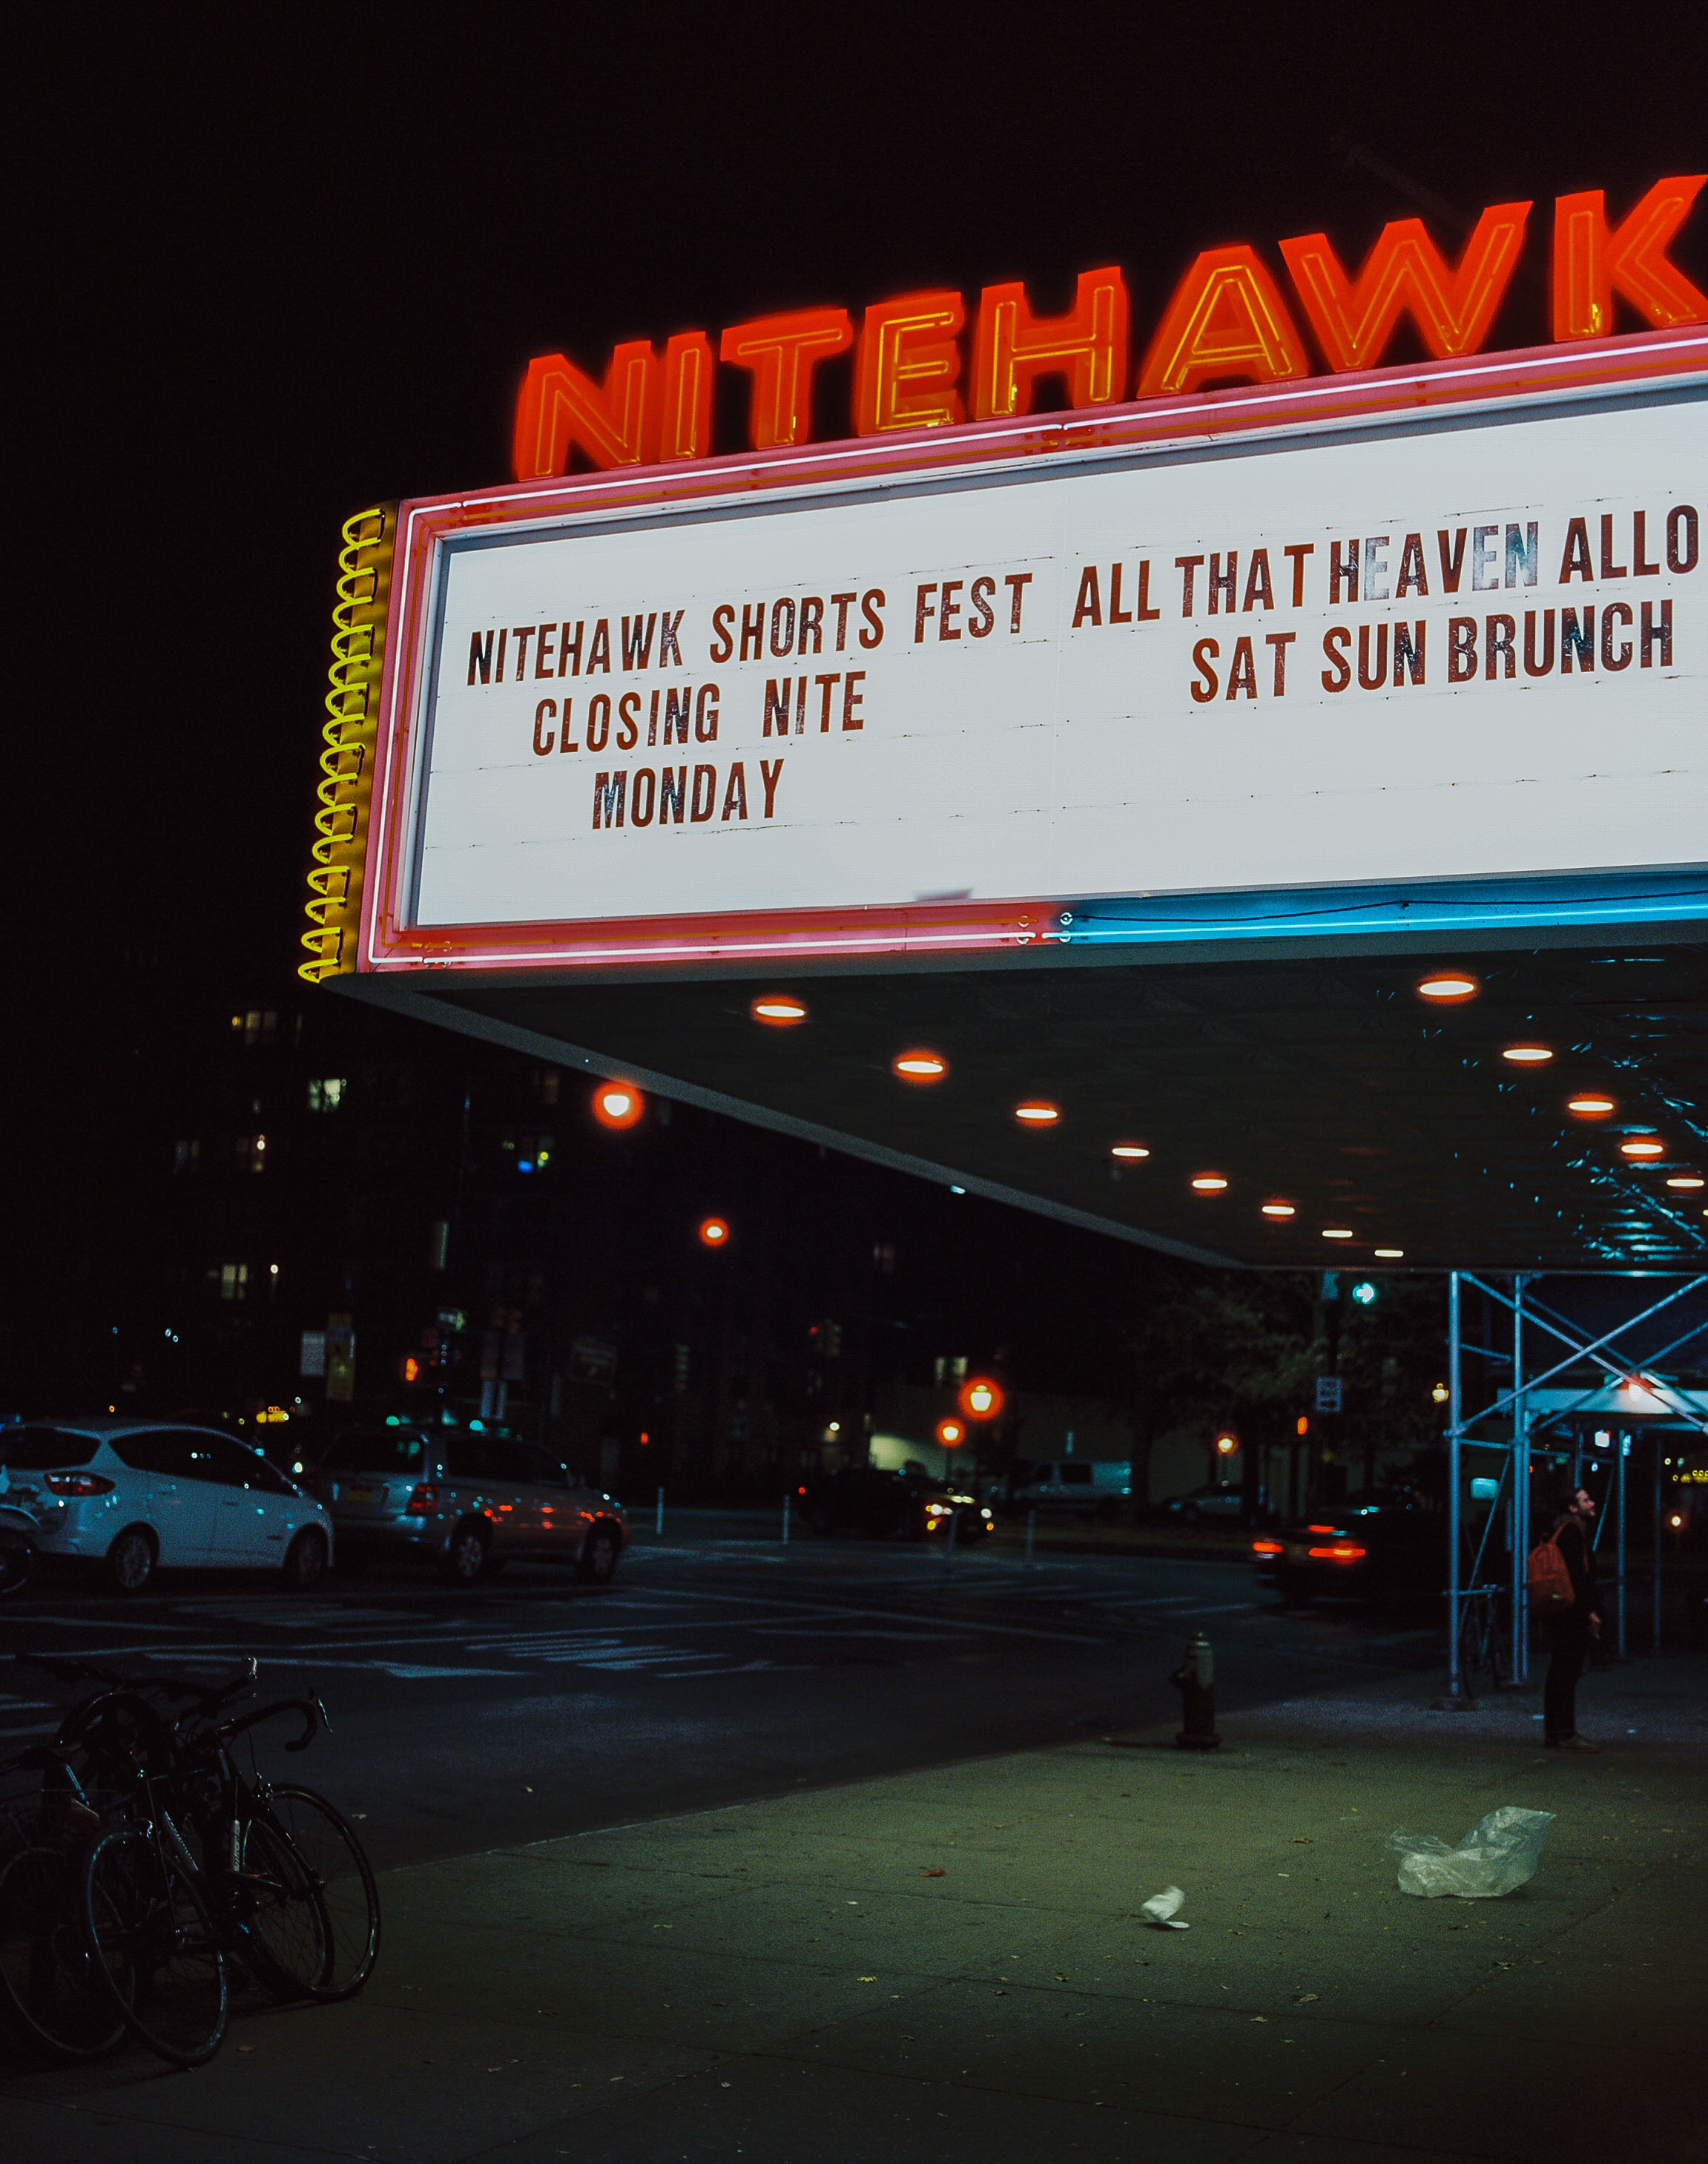 NITEHAWK
NITEHAWK SHORTS FEST
CLOSING NITE
MONDAY
ALL THAT HEAVEN ALLO
SAT SUN BRUNCH